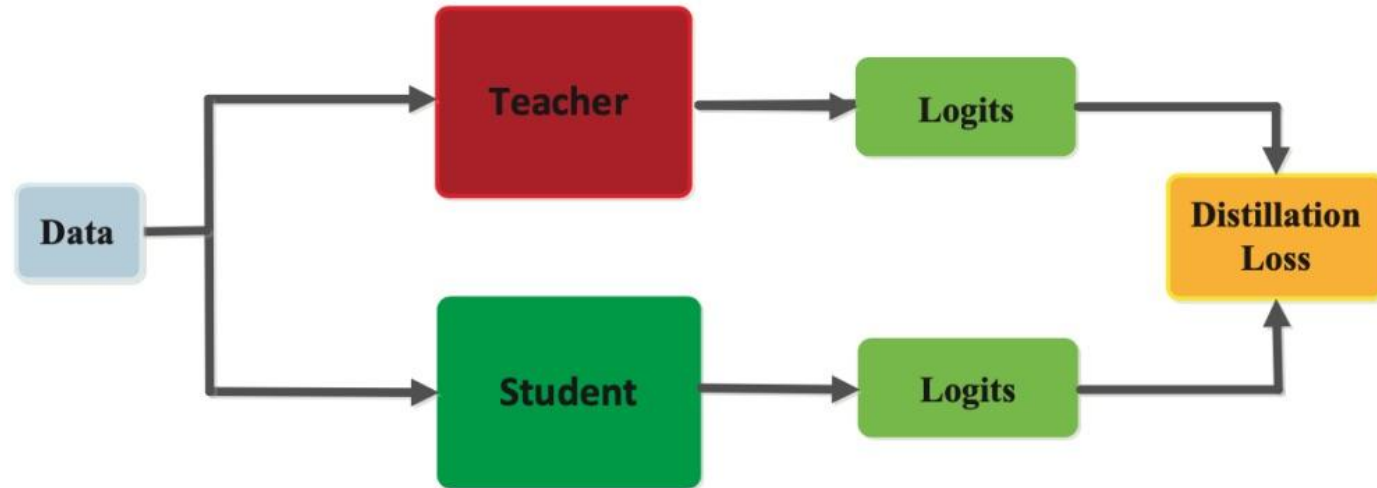 Teacher
Logits
Data
Distillation
Loss
Student
Logits